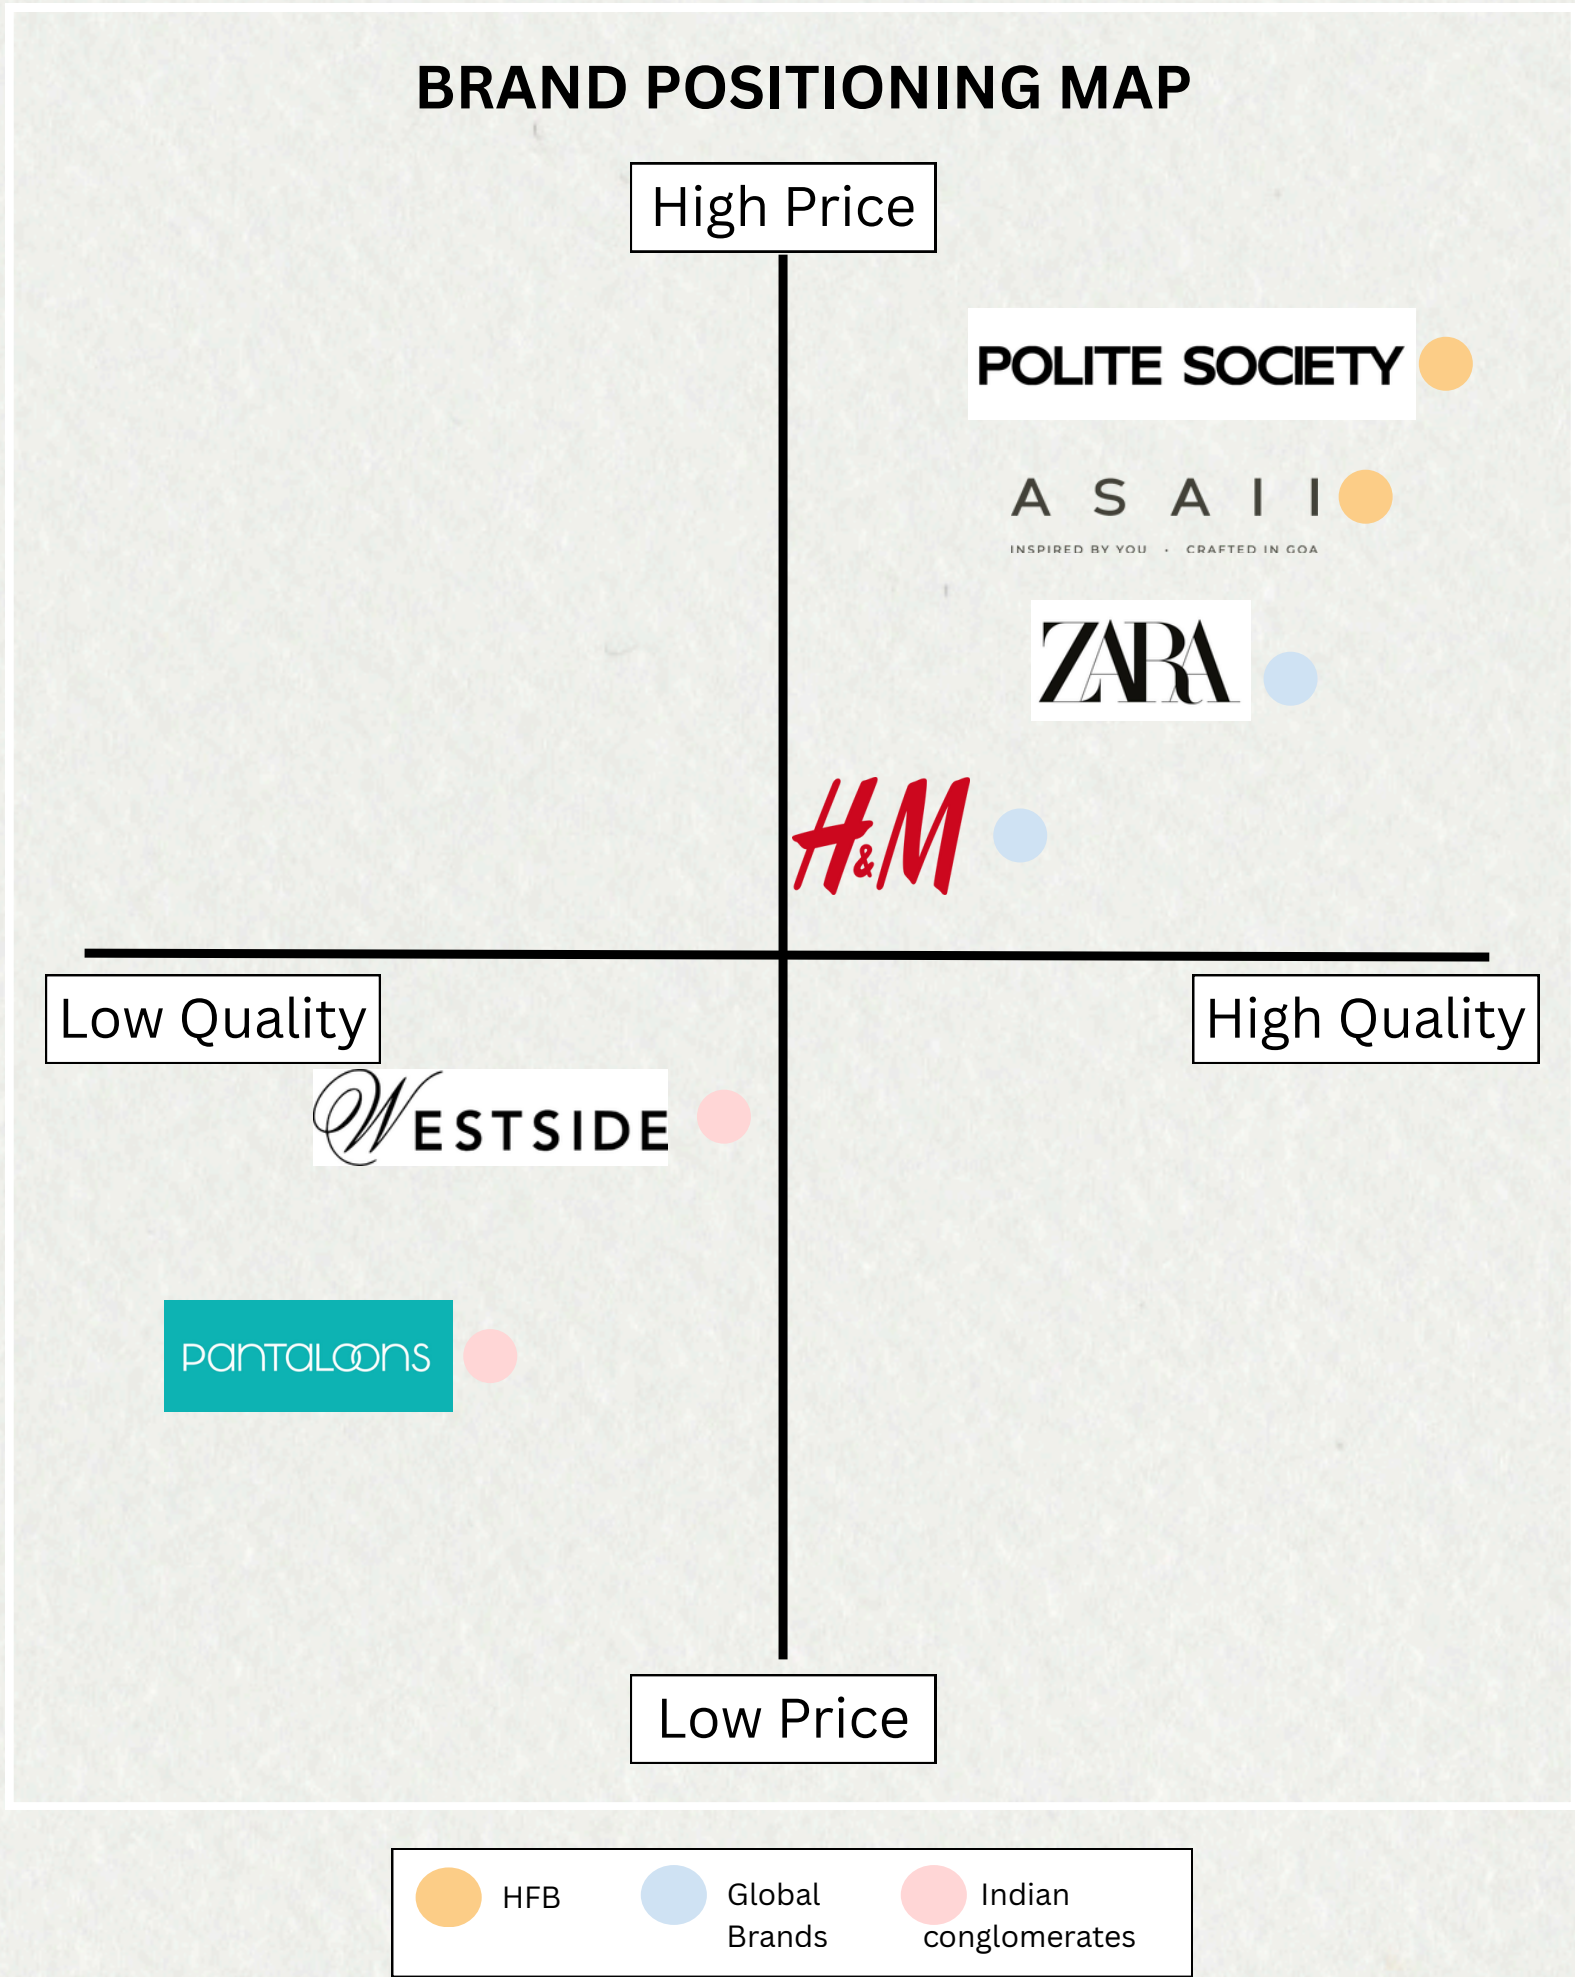 BRAND POSITIONING MAP
High Price
POLITE SOCIETY
ASAII
INSPIRED BY YOU • CRAFTED IN GOA
ZARA
H&M
Low Quality
High Quality
WESTSIDE
PANTALOONS
Low Price
HFB
Global
Brands
Indian
conglomerates